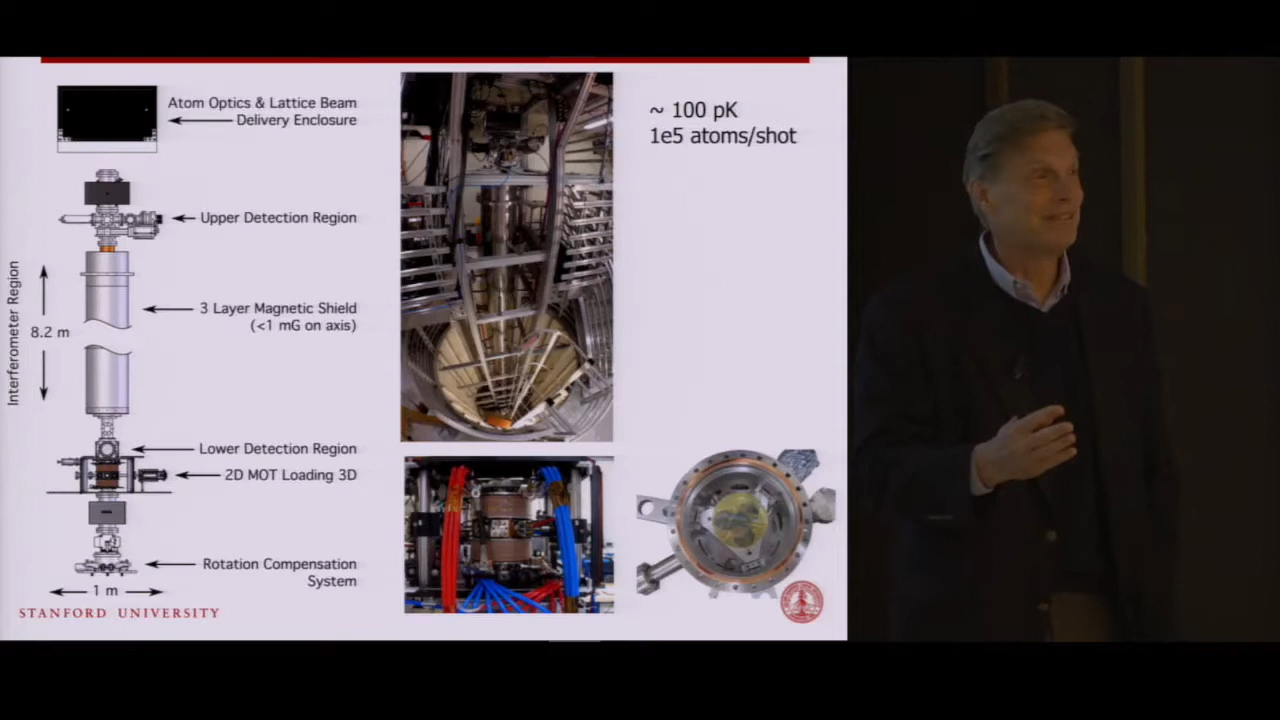 Atom Optics & Lattice Beam
Delivery Enclosure
Upper Detection Region
3 Layer Magnetic Shield
(<1 mG on axis)
Interferometer Region
8.2 m
Lower Detection Region
2D MOT Loading 3D
Rotation Compensation
System
1 m
STANFORD UNIVERSITY
~ 100 pK
1e5 atoms/shot